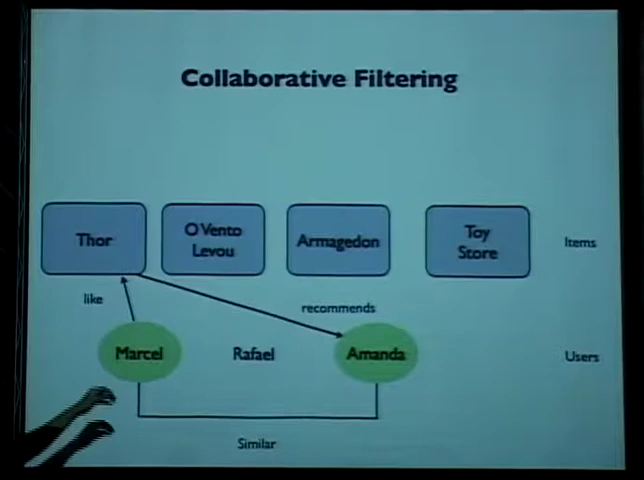 Collaborative Filtering
Thor
O Vento
Levou
Armagedon
Toy
Store
Items
like
recommends
Marcel
Rafael
Amanda
Users
Similar